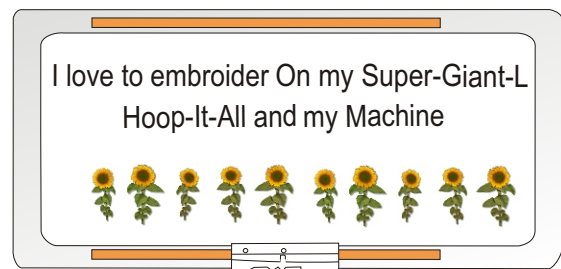 I love to embroider On my Super-Giant-L
Hoop-It-All and my Machine